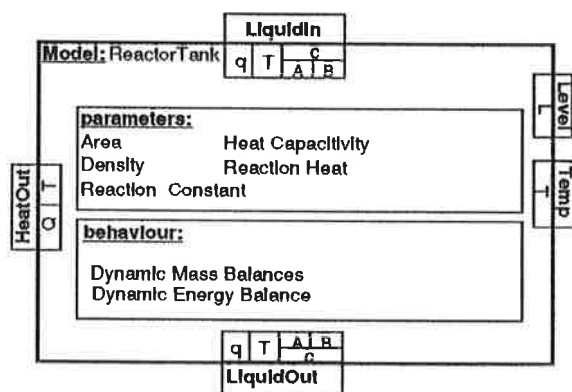 LiquidIn
Model: ReactorTank
q T C
A B
Level
L
parameters:
Area Heat Capacitivity
Density Reaction Heat
Reaction Constant
HeatOut
Q T
Temp
T
behaviour:
Dynamic Mass Balances
Dynamic Energy Balance
q T A B
C
LiquidOut